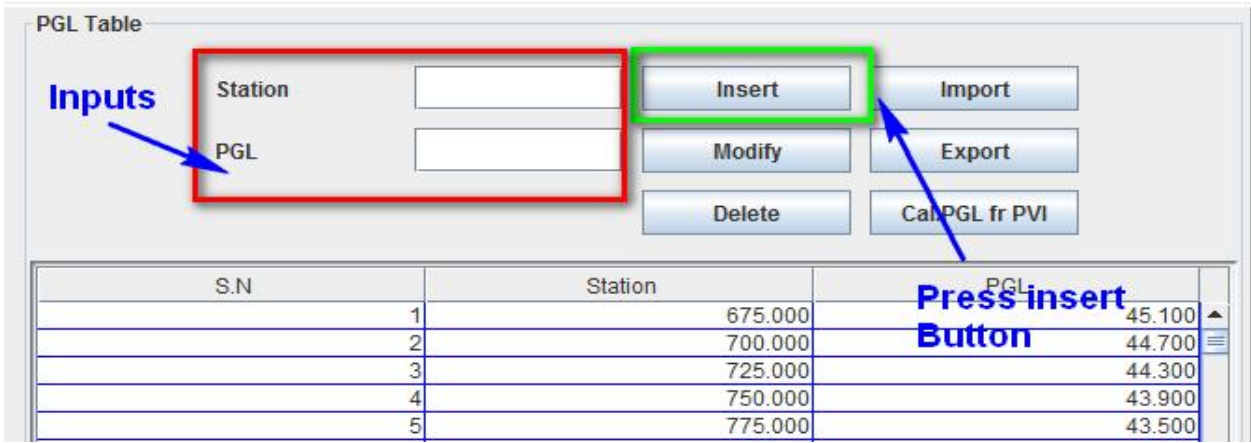 PGL Table
Inputs
Station
Insert
Import
PGL
Modify
Export
Delete
Cal.PGL fr PVI
S.N Station PGL
1 675.000 45.100
2 700.000 44.700
3 725.000 44.300
4 750.000 43.900
5 775.000 43.500
Press insert
Button